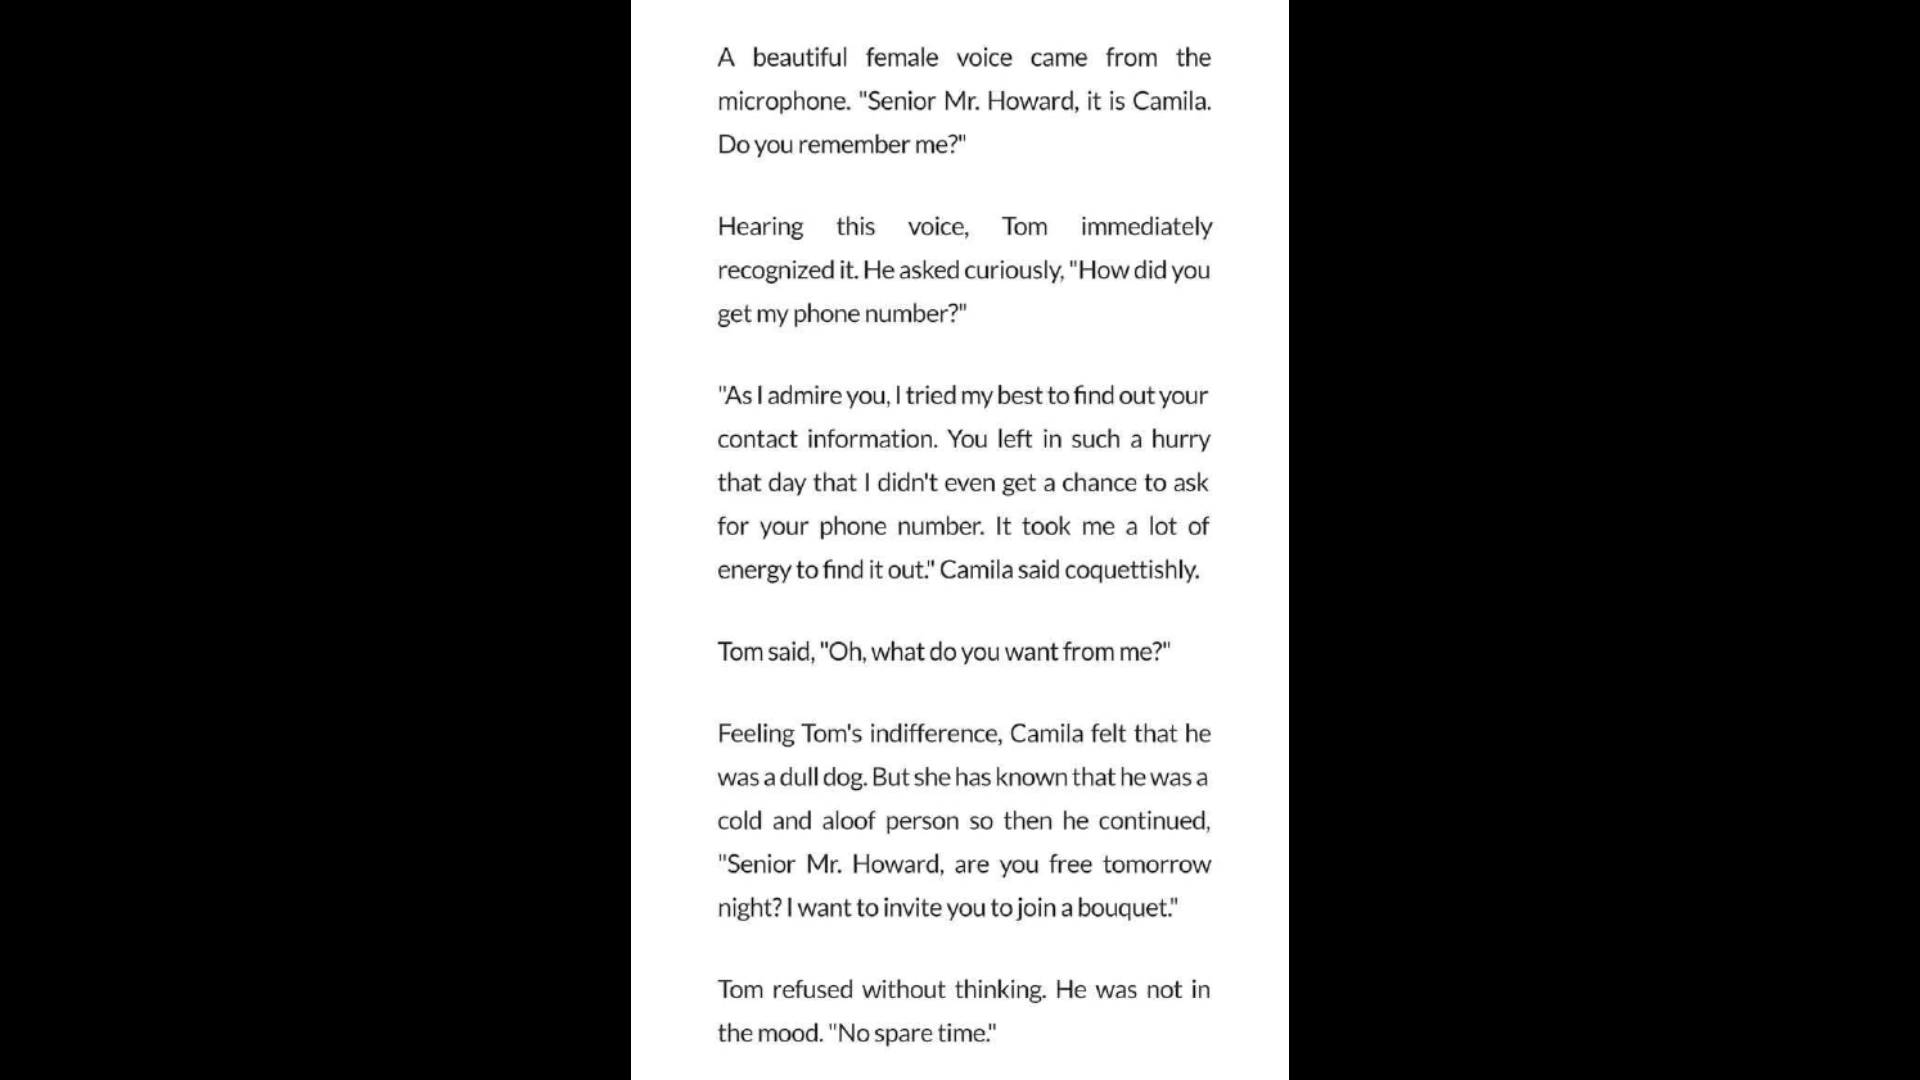 A beautiful female voice came from the
microphone. "Senior Mr. Howard, it is Camila.
Do you remember me?"
Hearing this voice, Tom immediately
recognized it. He asked curiously, "How did you
get my phone number?"
"As I admire you, I tried my best to find out your
contact information. You left in such a hurry
that day that I didn't even get a chance to ask
for your phone number. It took me a lot of
energy to find it out." Camila said coquettishly.
Tom said, "Oh, what do you want from me?"
Feeling Tom's indifference, Camila felt that he
was a dull dog. But she has known that he was a
cold and aloof person so then he continued,
"Senior Mr. Howard, are you free tomorrow
night? I want to invite you to join a bouquet."
Tom refused without thinking. He was not in
the mood. "No spare time."